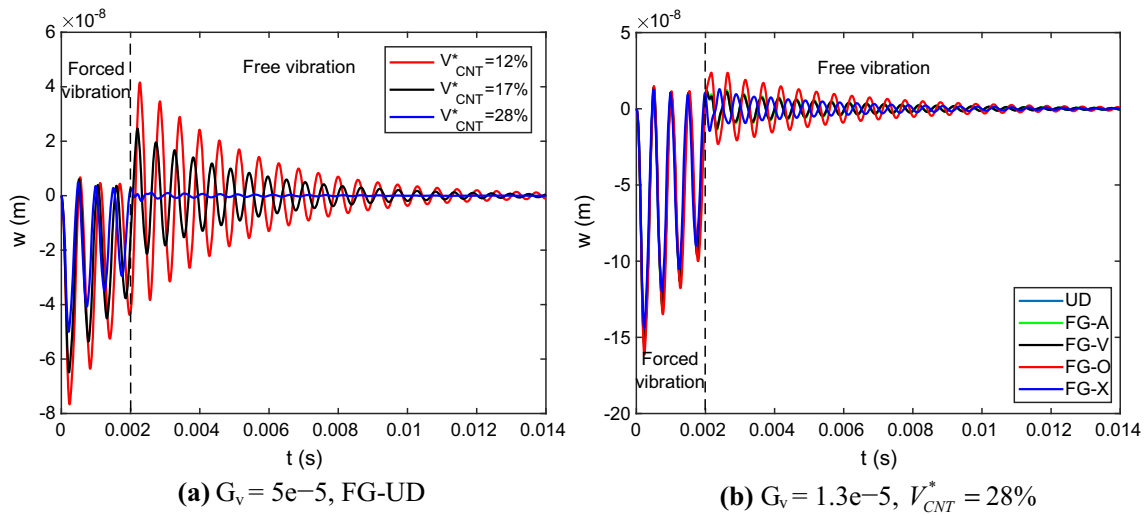 ×10⁻⁸
6
4
2
0
-2
-4
-6
-8
w (m)
Forced
vibration
Free vibration
V*CNT=12%
V*CNT=17%
V*CNT=28%
0
0.002
0.004
0.006
0.008
0.01
0.012
0.014
t (s)
(a) Gᵥ = 5e−5, FG-UD
×10⁻⁸
5
0
-5
-10
-15
-20
w (m)
Free vibration
Forced
vibration
UD
FG-A
FG-V
FG-O
FG-X
0
0.002
0.004
0.006
0.008
0.01
0.012
0.014
t (s)
(b) Gᵥ = 1.3e−5, V*CNT = 28%